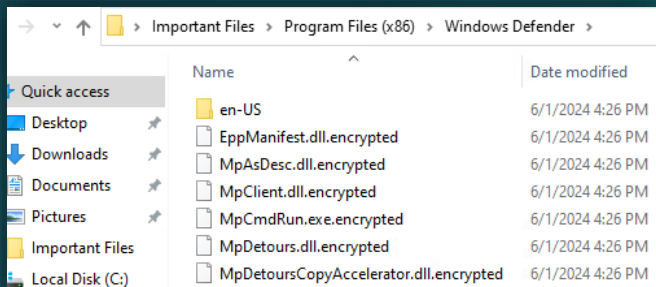 Important Files > Program Files (x86) > Windows Defender >
Name Date modified
Quick access
Desktop
Downloads
Documents
Pictures
Important Files
Local Disk (C:)
en-US 6/1/2024 4:26 PM
EppManifest.dll.encrypted 6/1/2024 4:26 PM
MpAsDesc.dll.encrypted 6/1/2024 4:26 PM
MpClient.dll.encrypted 6/1/2024 4:26 PM
MpCmdRun.exe.encrypted 6/1/2024 4:26 PM
MpDetours.dll.encrypted 6/1/2024 4:26 PM
MpDetoursCopyAccelerator.dll.encrypted 6/1/2024 4:26 PM